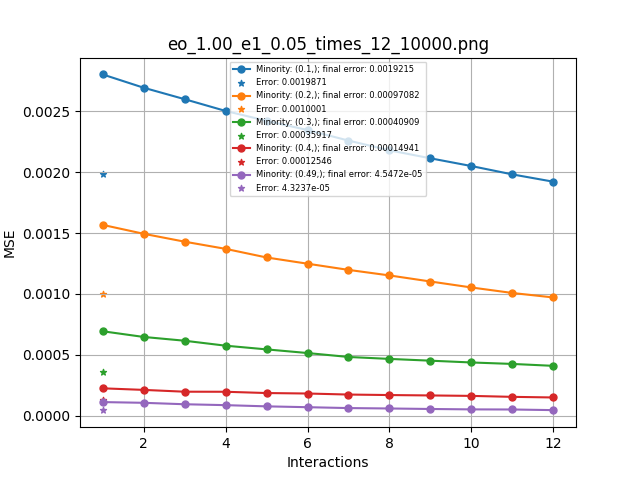 eo_1.00_e1_0.05_times_12_10000.png
Minority: (0.1,); final error: 0.0019215
Error: 0.0019871
Minority: (0.2,); final error: 0.00097082
Error: 0.0010001
Minority: (0.3,); final error: 0.00040909
Error: 0.00035917
Minority: (0.4,); final error: 0.00014941
Error: 0.00012546
Minority: (0.49,); final error: 4.5472e-05
Error: 4.3237e-05
MSE
0.0025
0.0020
0.0015
0.0010
0.0005
0.0000
2 4 6 8 10 12
Interactions